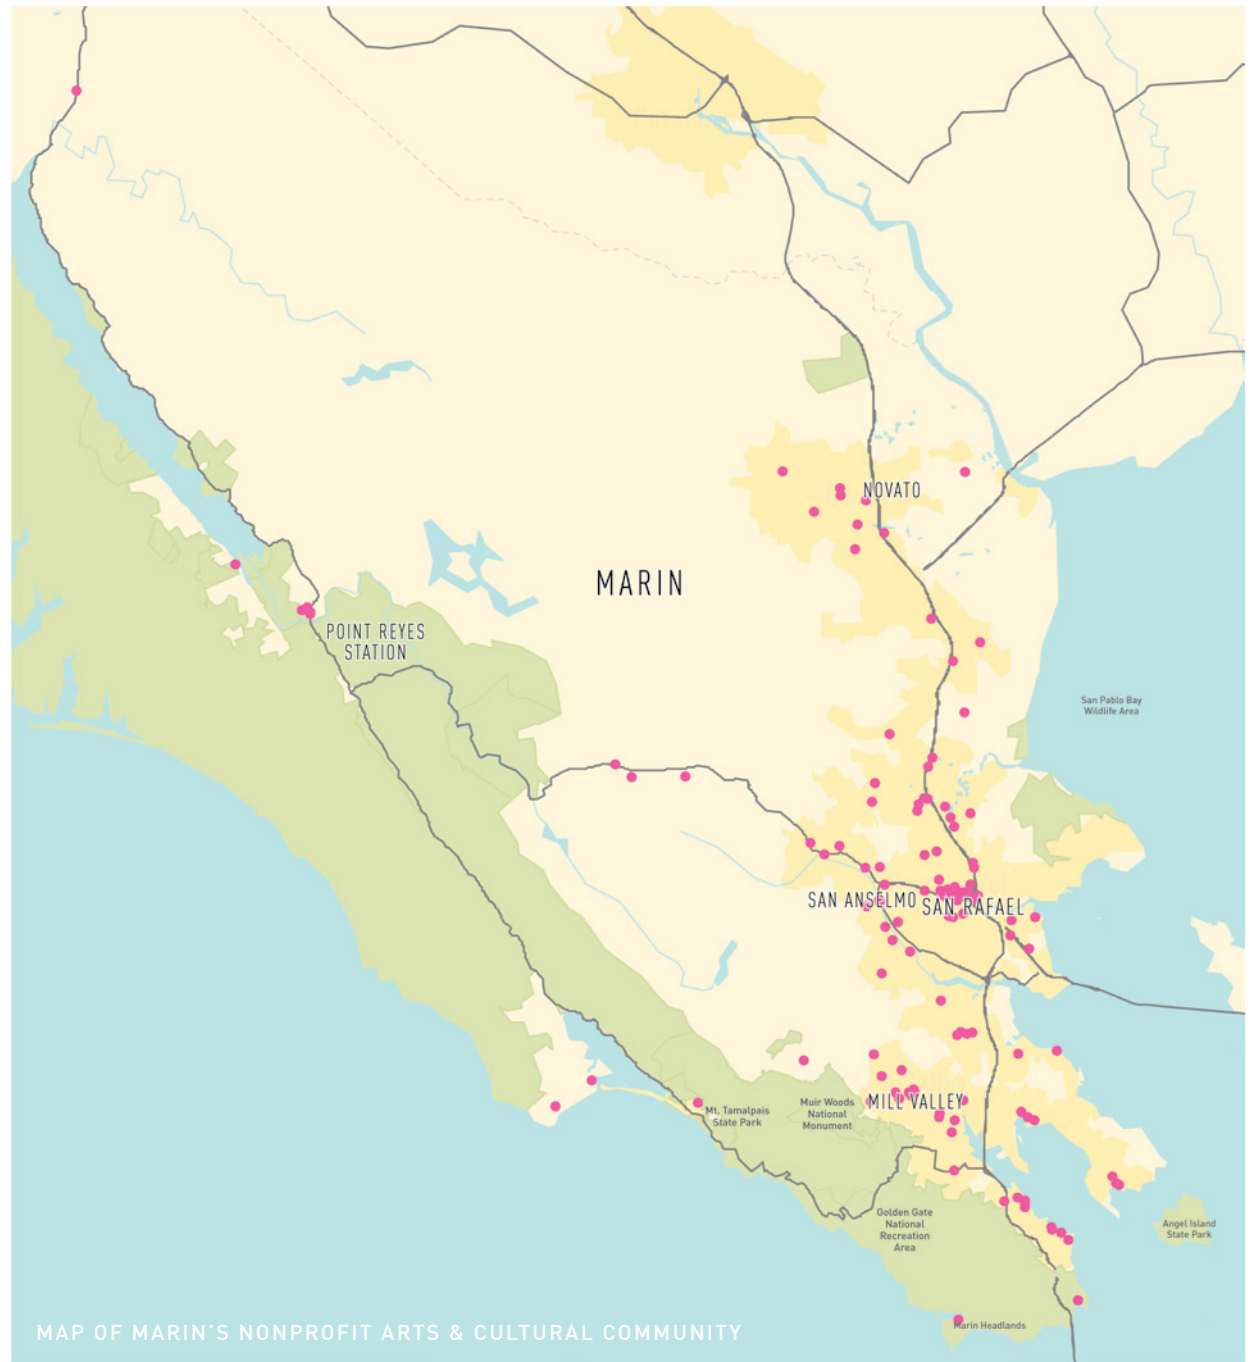 NOVATO
MARIN
POINT REYES
STATION
San Pablo Bay
Wildlife Area
SAN ANSELMO
SAN RAFAEL
MILL VALLEY
Mt. Tamalpais
State Park
Muir Woods
National
Monument
Golden Gate
National
Recreation
Area
Angel Island
State Park
Marin Headlands
MAP OF MARIN'S NONPROFIT ARTS & CULTURAL COMMUNITY